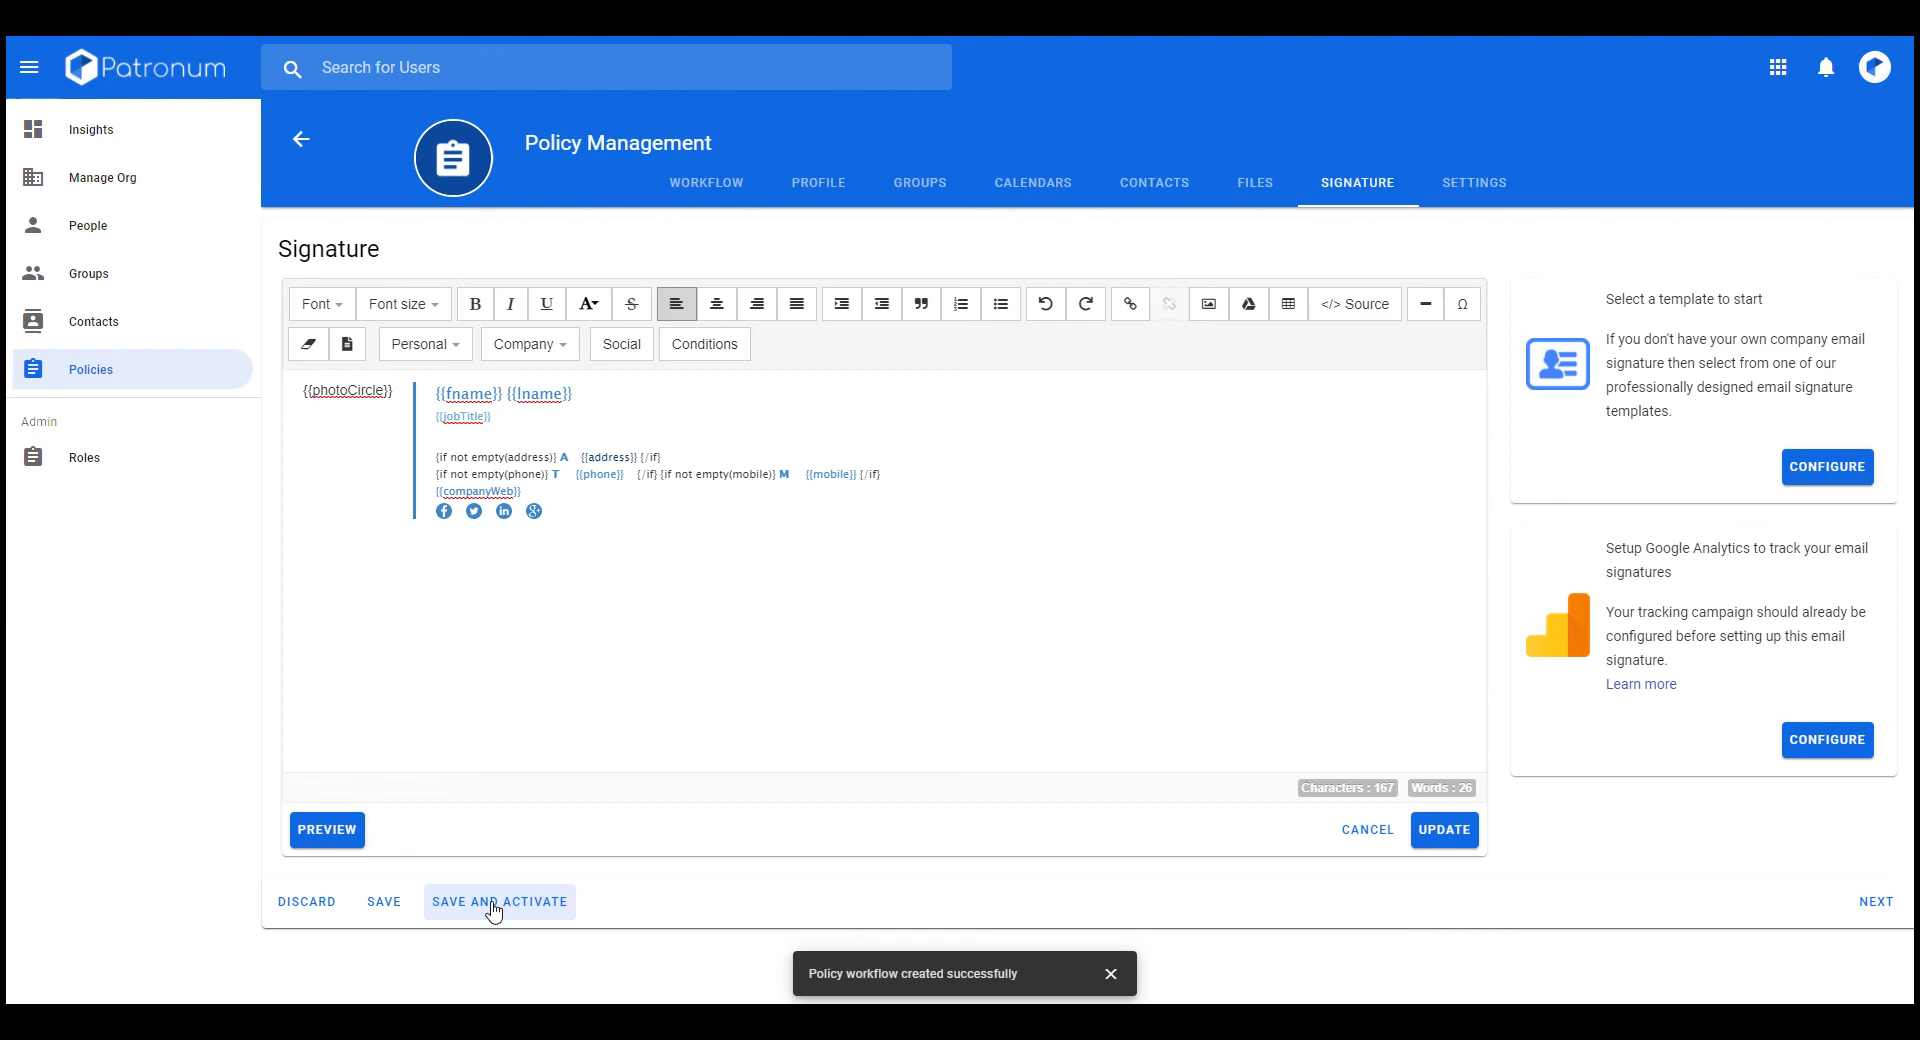 Patronum
Search for Users
Insights
Manage Org
People
Groups
Contacts
Policies
Admin
Roles
Policy Management
WORKFLOW PROFILE GROUPS CALENDARS CONTACTS FILES SIGNATURE SETTINGS
Signature
Font Font size B I U A S </> Source Ω
Personal Company Social Conditions
{{photoCircle}}
{{fname}} {{lname}}
{{jobTitle}}
{if not empty(address)} A {{address}} {/if}
{if not empty(phone)} T {{phone}} {/if} {if not empty(mobile)} M {{mobile}} {/if}
{{companyWeb}}
Characters : 167 Words : 26
PREVIEW CANCEL UPDATE
Select a template to start
If you don't have your own company email
signature then select from one of our
professionally designed email signature
templates.
CONFIGURE
Setup Google Analytics to track your email
signatures
Your tracking campaign should already be
configured before setting up this email
signature.
Learn more
CONFIGURE
DISCARD SAVE SAVE AND ACTIVATE NEXT
Policy workflow created successfully